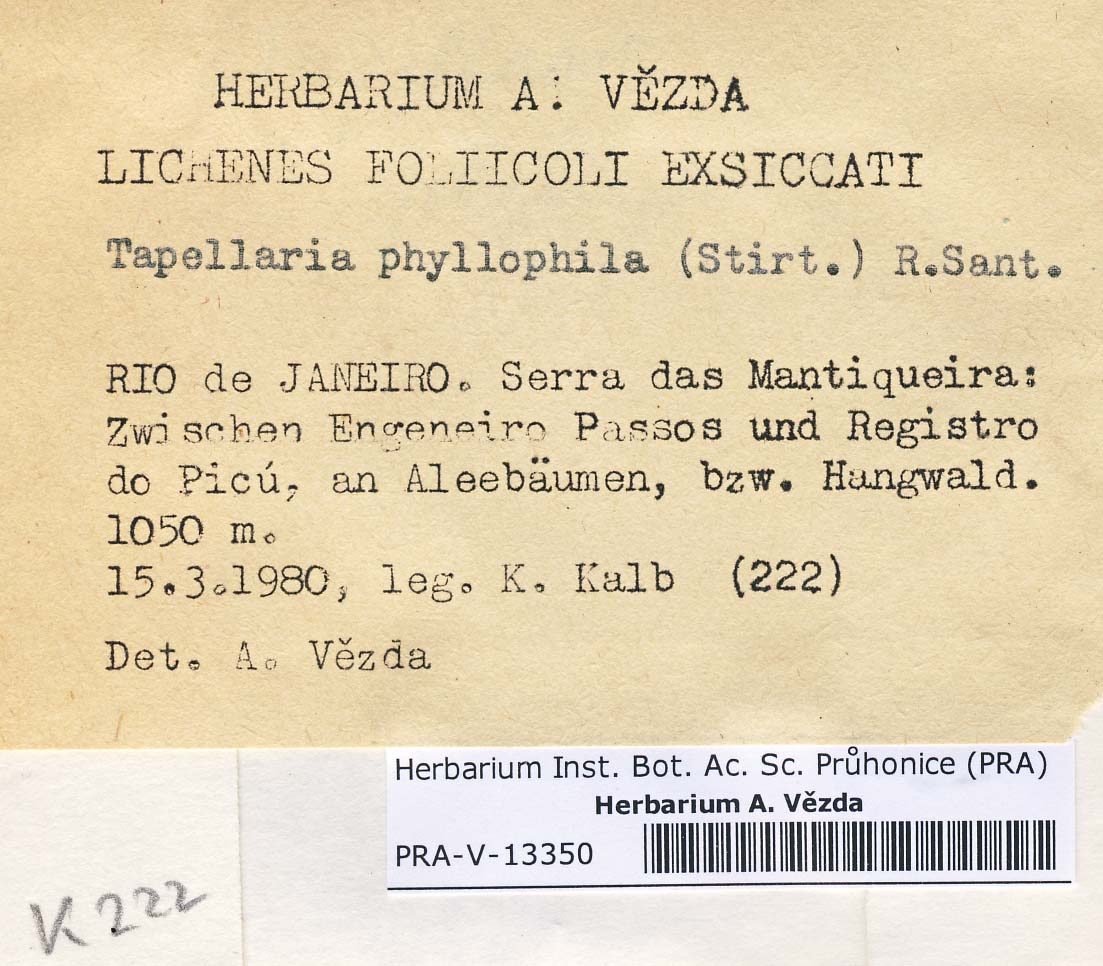 HERBARIUM A. VĚZDA
LICHENES FOLIICOLI EXSICCATI
Tapellaria phyllophila (Stirt.) R.Sant.
RIO de JANEIRO. Serra das Mantiqueira:
Zwischen Engeneiro Passos und Registro
do Picú, an Aleebäumen, bzw. Hangwald.
1050 m.
15.3.1980, leg. K. Kalb (222)
Det. A. Vězda
Herbarium Inst. Bot. Ac. Sc. Průhonice (PRA)
Herbarium A. Vězda
PRA-V-13350
K 222